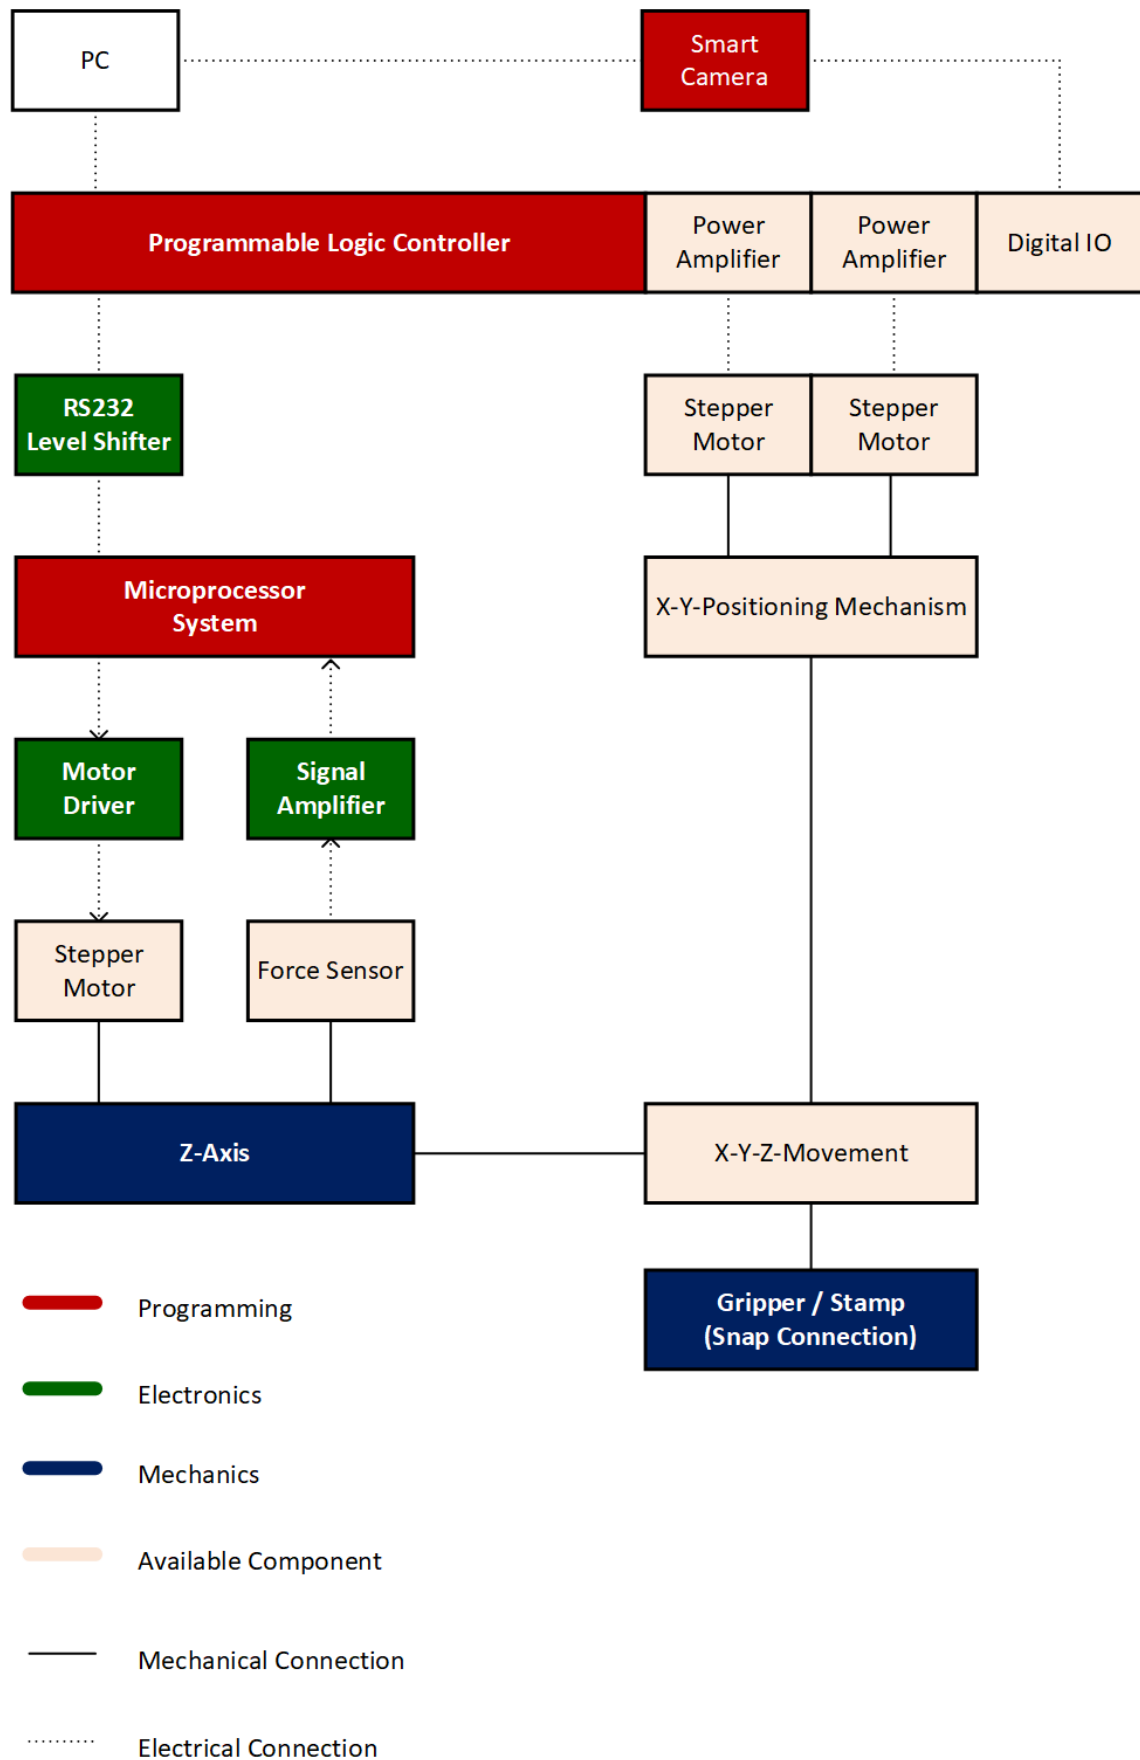 PC
Smart
Camera
Programmable Logic Controller
Power
Amplifier
Power
Amplifier
Digital IO
RS232
Level Shifter
Stepper
Motor
Stepper
Motor
Microprocessor
System
X-Y-Positioning Mechanism
Motor
Driver
Signal
Amplifier
Stepper
Motor
Force Sensor
Z-Axis
X-Y-Z-Movement
Gripper / Stamp
(Snap Connection)
Programming
Electronics
Mechanics
Available Component
Mechanical Connection
Electrical Connection